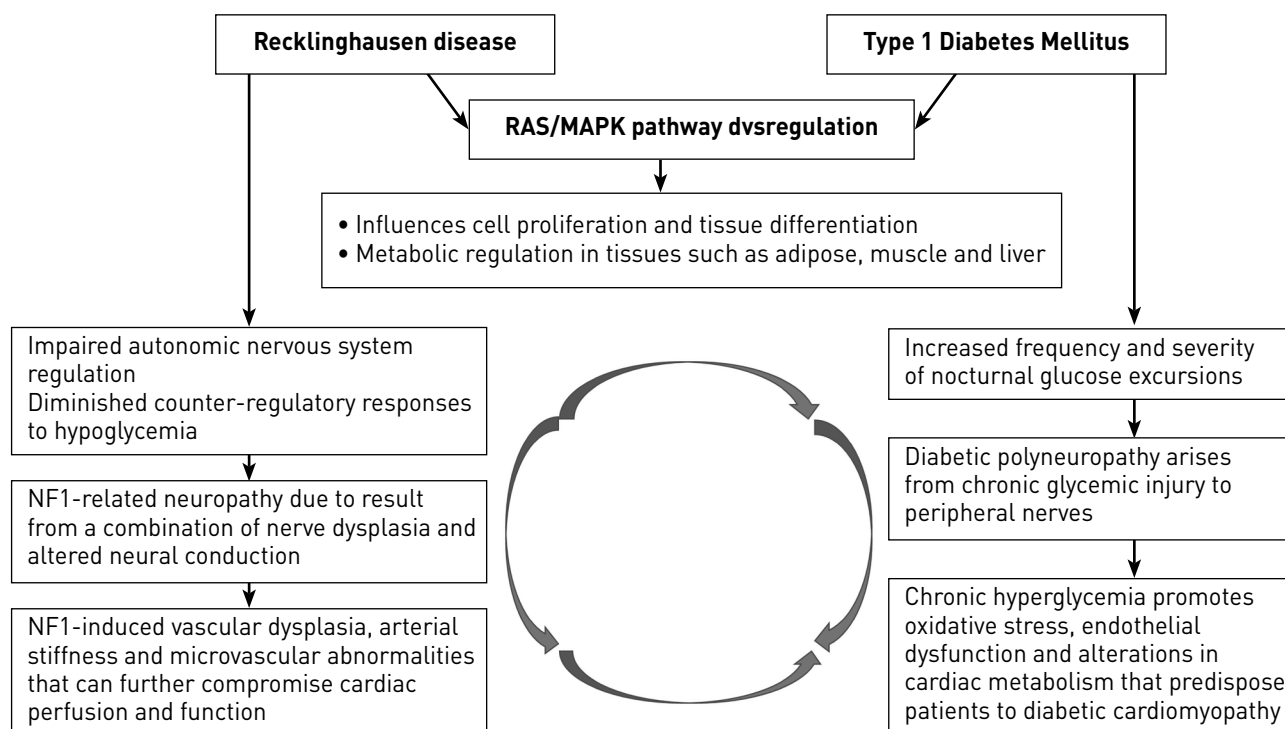 Recklinghausen disease
Type 1 Diabetes Mellitus
RAS/MAPK pathway dvsregulation
• Influences cell proliferation and tissue differentiation
• Metabolic regulation in tissues such as adipose, muscle and liver
Impaired autonomic nervous system
regulation
Diminished counter-regulatory responses
to hypoglycemia
NF1-related neuropathy due to result
from a combination of nerve dysplasia and
altered neural conduction
NF1-induced vascular dysplasia, arterial
stiffness and microvascular abnormalities
that can further compromise cardiac
perfusion and function
Increased frequency and severity
of nocturnal glucose excursions
Diabetic polyneuropathy arises
from chronic glycemic injury to
peripheral nerves
Chronic hyperglycemia promotes
oxidative stress, endothelial
dysfunction and alterations in
cardiac metabolism that predispose
patients to diabetic cardiomyopathy